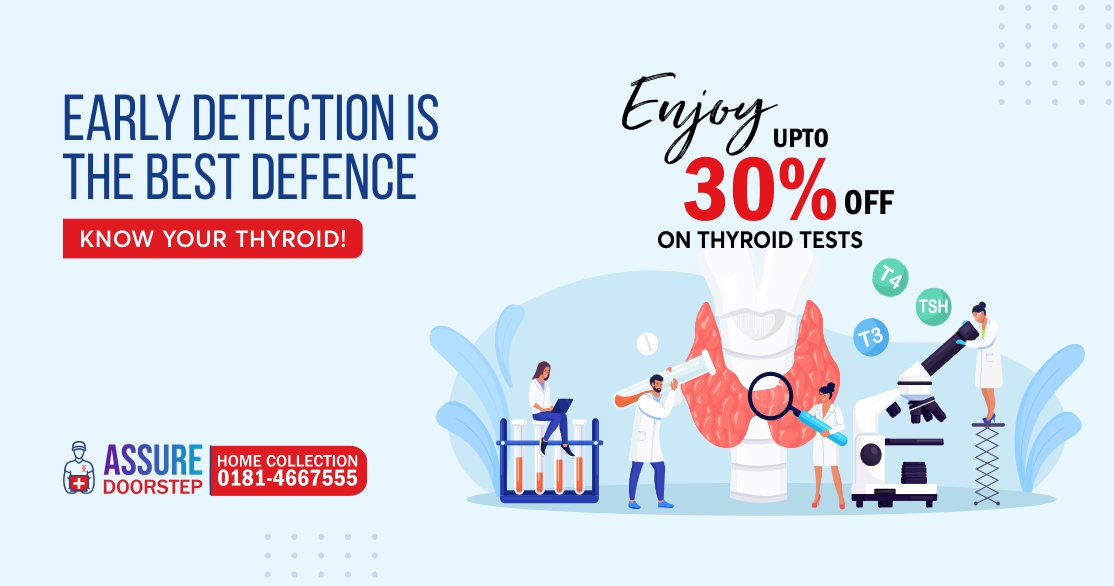 EARLY DETECTION IS
THE BEST DEFENCE
KNOW YOUR THYROID!
Enjoy
UPTO
30% OFF
ON THYROID TESTS
T4
TSH
T3
ASSURE
DOORSTEP
HOME COLLECTION
0181-4667555